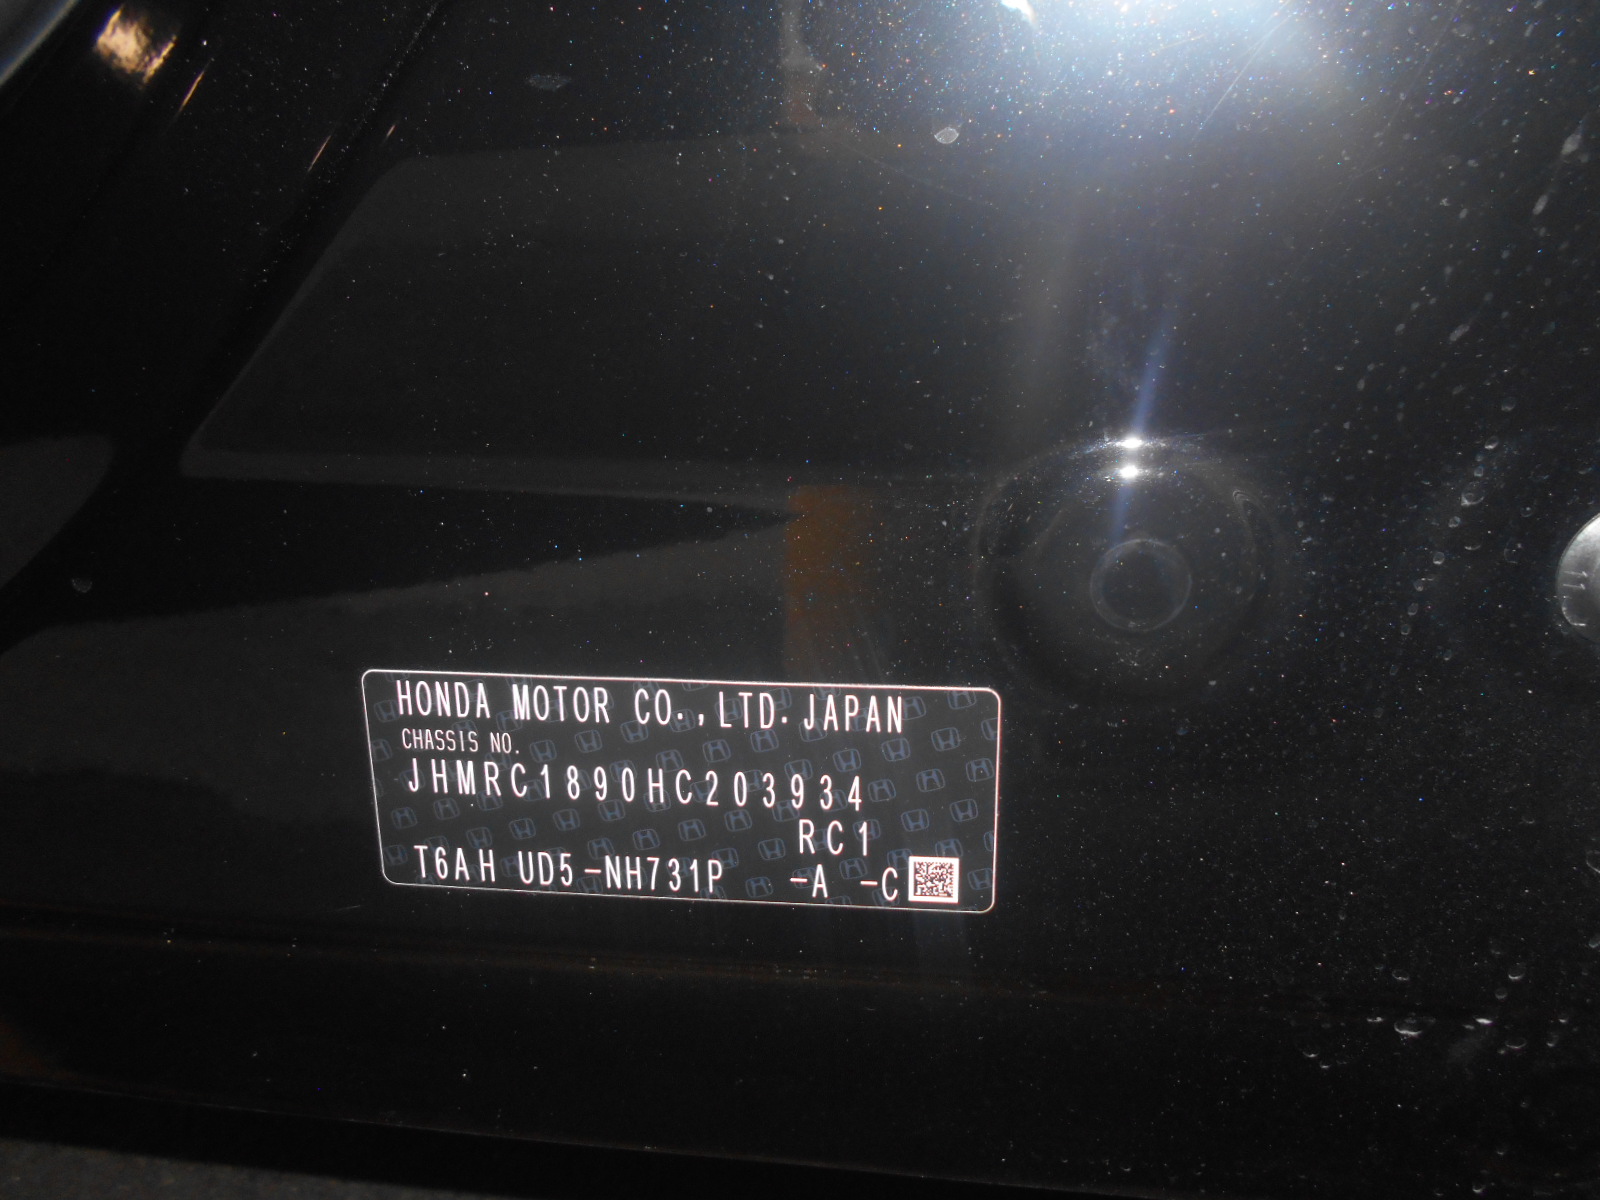 HONDA MOTOR CO.,LTD.JAPAN
CHASSIS NO.
JHMRC1890HC203934
RC1
T6AH UD5-NH731P -A -C